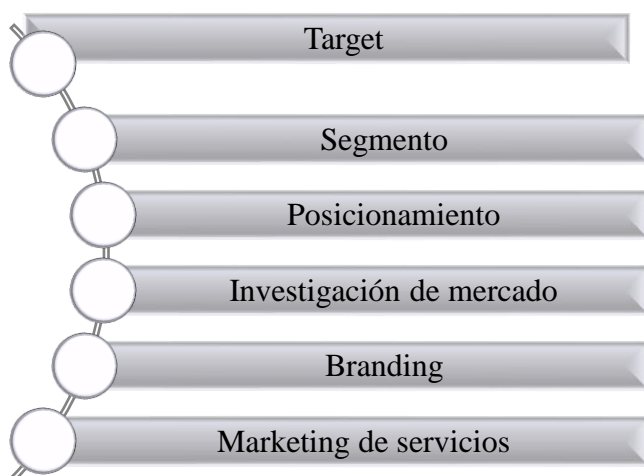 Target
Segmento
Posicionamiento
Investigación de mercado
Branding
Marketing de servicios